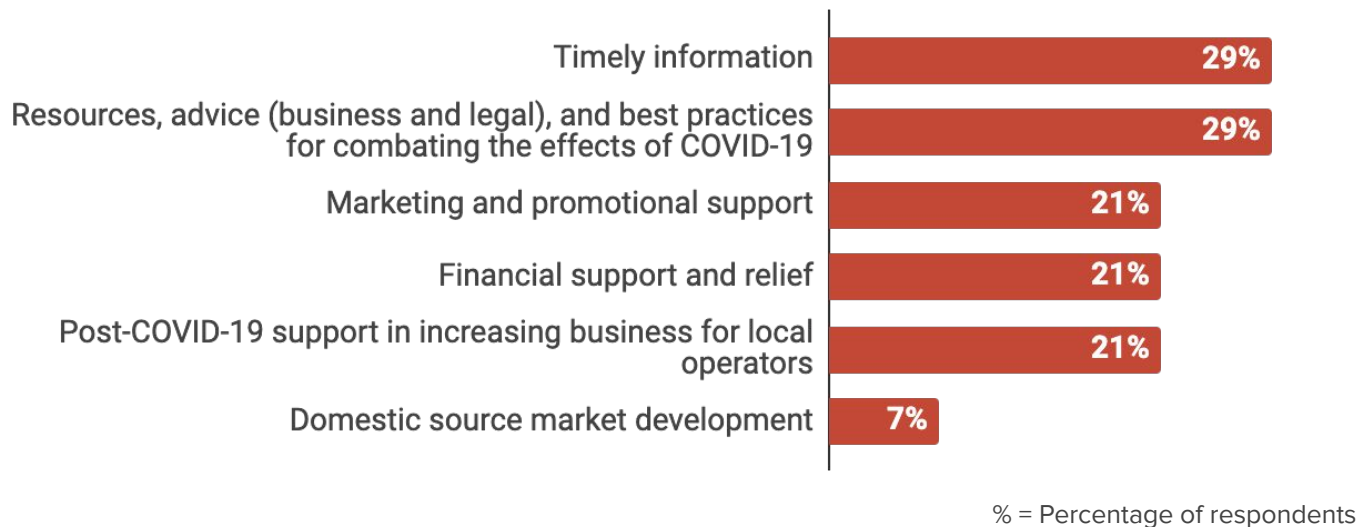 Timely information
29%
Resources, advice (business and legal), and best practices
for combating the effects of COVID-19
29%
Marketing and promotional support
21%
Financial support and relief
21%
Post-COVID-19 support in increasing business for local
operators
21%
Domestic source market development
7%
% = Percentage of respondents